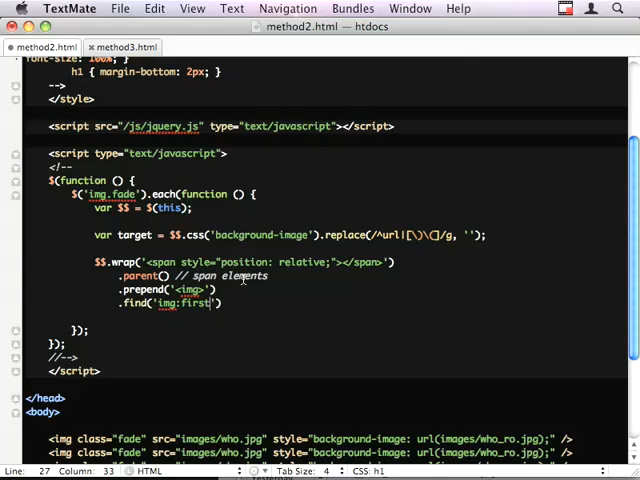 TextMate File Edit View Text Navigation Bundles Window Help
method2.html — htdocs
method2.html method3.html
font-size: 100%; }
h1 { margin-bottom: 2px; }
-->
</style>
<script src="/js/jquery.js" type="text/javascript"></script>
<script type="text/javascript">
<!--
$(function () {
$('img.fade').each(function () {
var $$ = $(this);
var target = $$.css('background-image').replace(/^url|[\)\(]/g, '');
$$.wrap('<span style="position: relative;"></span>')
.parent() // span elements
.prepend('<img>')
.find('img:first')
});
});
//-->
</script>
</head>
<body>
<img class="fade" src="images/who.jpg" style="background-image: url(images/who_ro.jpg);" />
<img class="fade" src="images/who.jpg" style="background-image: url(images/who_ro.jpg);" />
Line: 27 Column: 33 HTML Tab Size: 4 CSS: h1